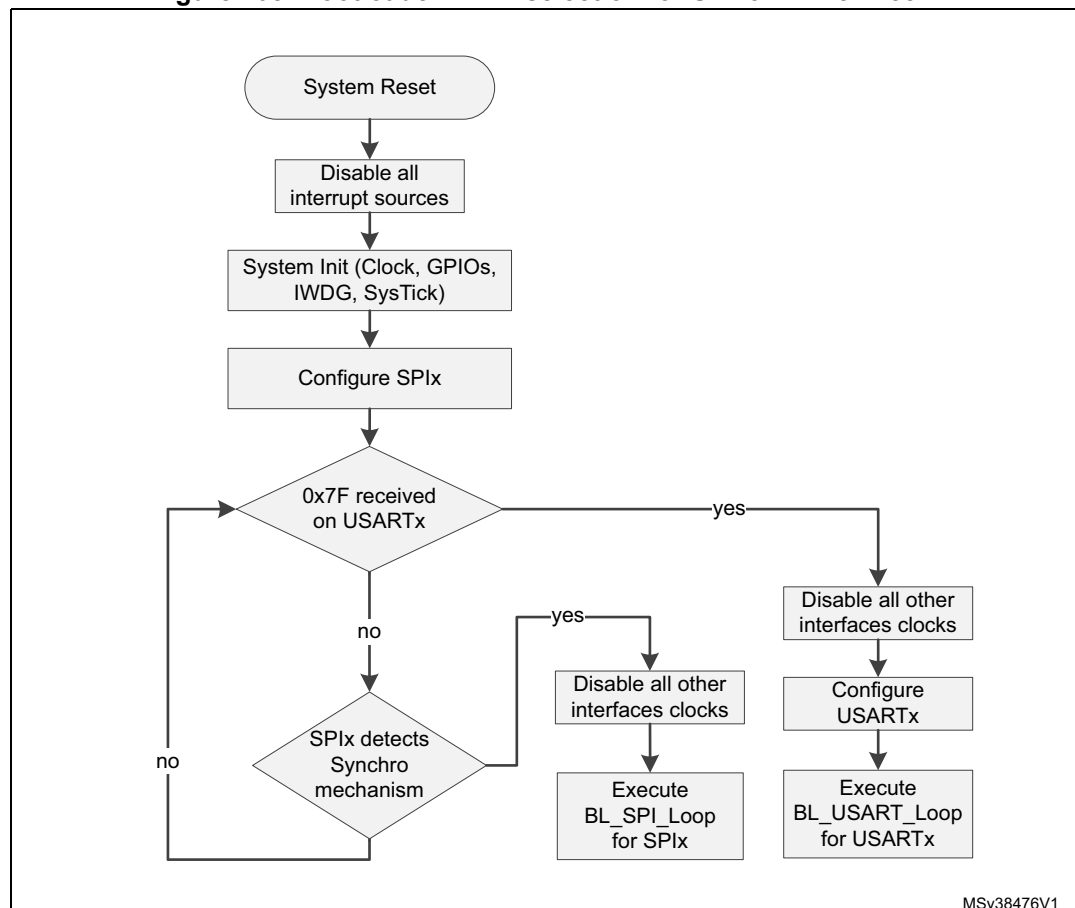 System Reset
Disable all
interrupt sources
System Init (Clock, GPIOs,
IWDG, SysTick)
Configure SPIx
0x7F received
on USARTx
yes
no
Disable all other
interfaces clocks
Configure
USARTx
Execute
BL_USART_Loop
for USARTx
SPIx detects
Synchro
mechanism
yes
no
Disable all other
interfaces clocks
Execute
BL_SPI_Loop
for SPIx
MSv38476V1